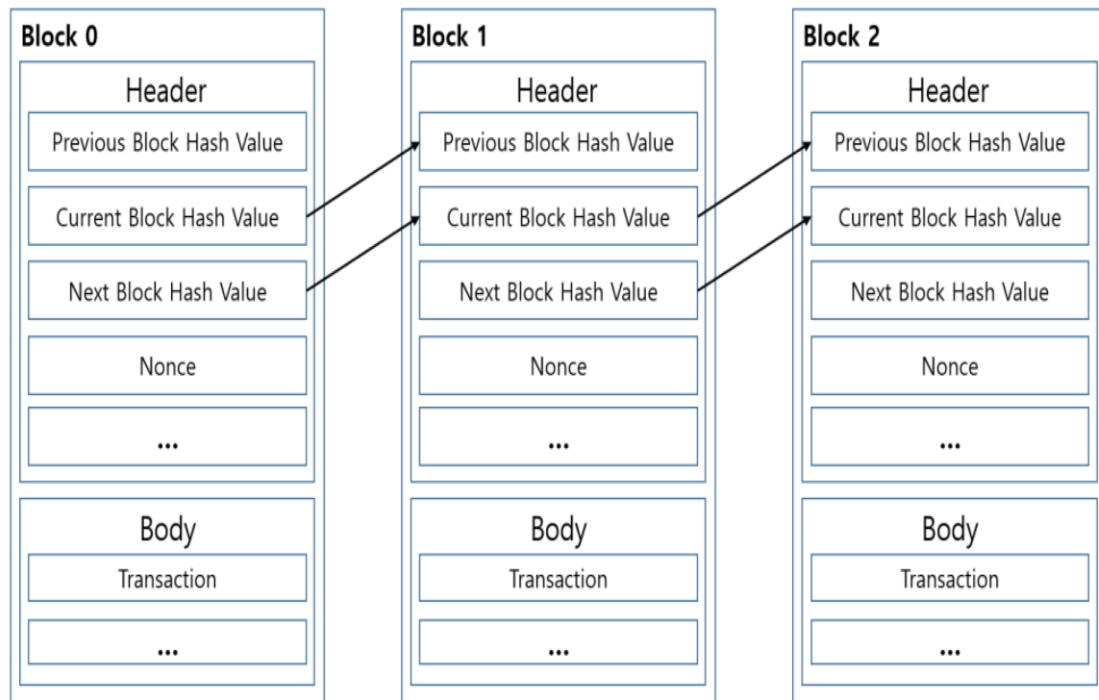 Block 0
Header
Previous Block Hash Value
Current Block Hash Value
Next Block Hash Value
Nonce
...
Body
Transaction
...
Block 1
Header
Previous Block Hash Value
Current Block Hash Value
Next Block Hash Value
Nonce
...
Body
Transaction
...
Block 2
Header
Previous Block Hash Value
Current Block Hash Value
Next Block Hash Value
Nonce
...
Body
Transaction
...